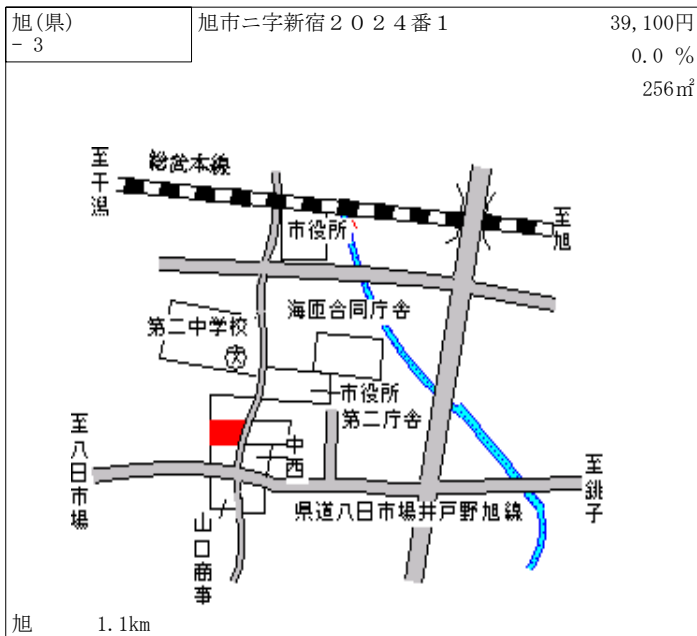 旭(県)
- 3
旭市ニ字新宿２０２４番１
39,100円
0.0 %
256㎡
至干潟
総武本線
至旭
市役所
海匝合同庁舎
第二中学校
文
市役所
第二庁舎
中西
至八日市場
至銚子
県道八日市場井戸野旭線
山口商事
旭 1.1km